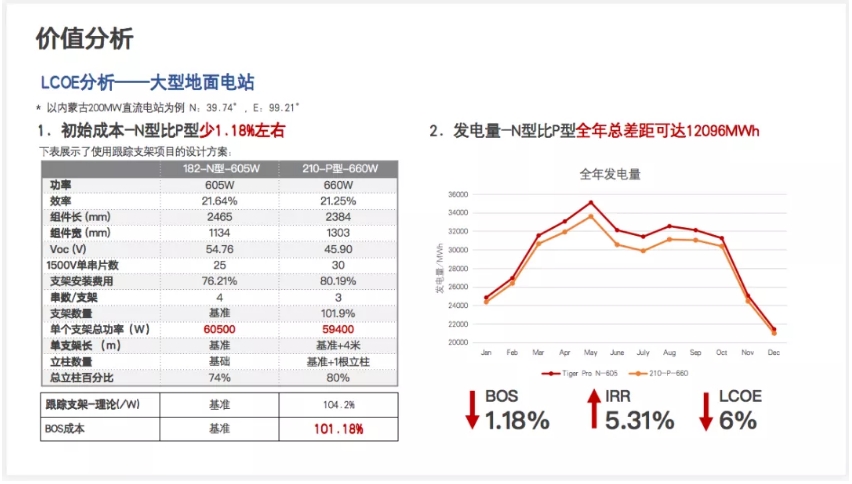 价值分析
LCOE分析——大型地面电站
* 以内蒙古200MW直流电站为例 N：39.74°，E：99.21°
1. 初始成本-N型比P型少1.18%左右
下表展示了使用跟踪支架项目的设计方案：
182-N型-605W 210-P型-660W
功率 605W 660W
效率 21.64% 21.25%
组件长 (mm) 2465 2384
组件宽 (mm) 1134 1303
Voc (V) 54.76 45.90
1500V单串片数 25 30
支架安装费用 76.21% 80.19%
串数/支架 4 3
支架数量 基准 101.9%
单个支架总功率 (W) 60500 59400
单支架长 (m) 基准 基准+4米
立柱数量 基础 基准+1根立柱
总立柱百分比 74% 80%
跟踪支架-理论(/W) 基准 104.2%
BOS成本 基准 101.18%
2. 发电量-N型比P型全年总差距可达12096MWh
全年发电量
发电量/MWh
36000
34000
32000
30000
28000
26000
24000
22000
20000
Jan Feb Mar Apr May June July Aug Sep Oct Nov Dec
Tiger Pro N-605 210-P-660
BOS IRR LCOE
1.18% 5.31% 6%